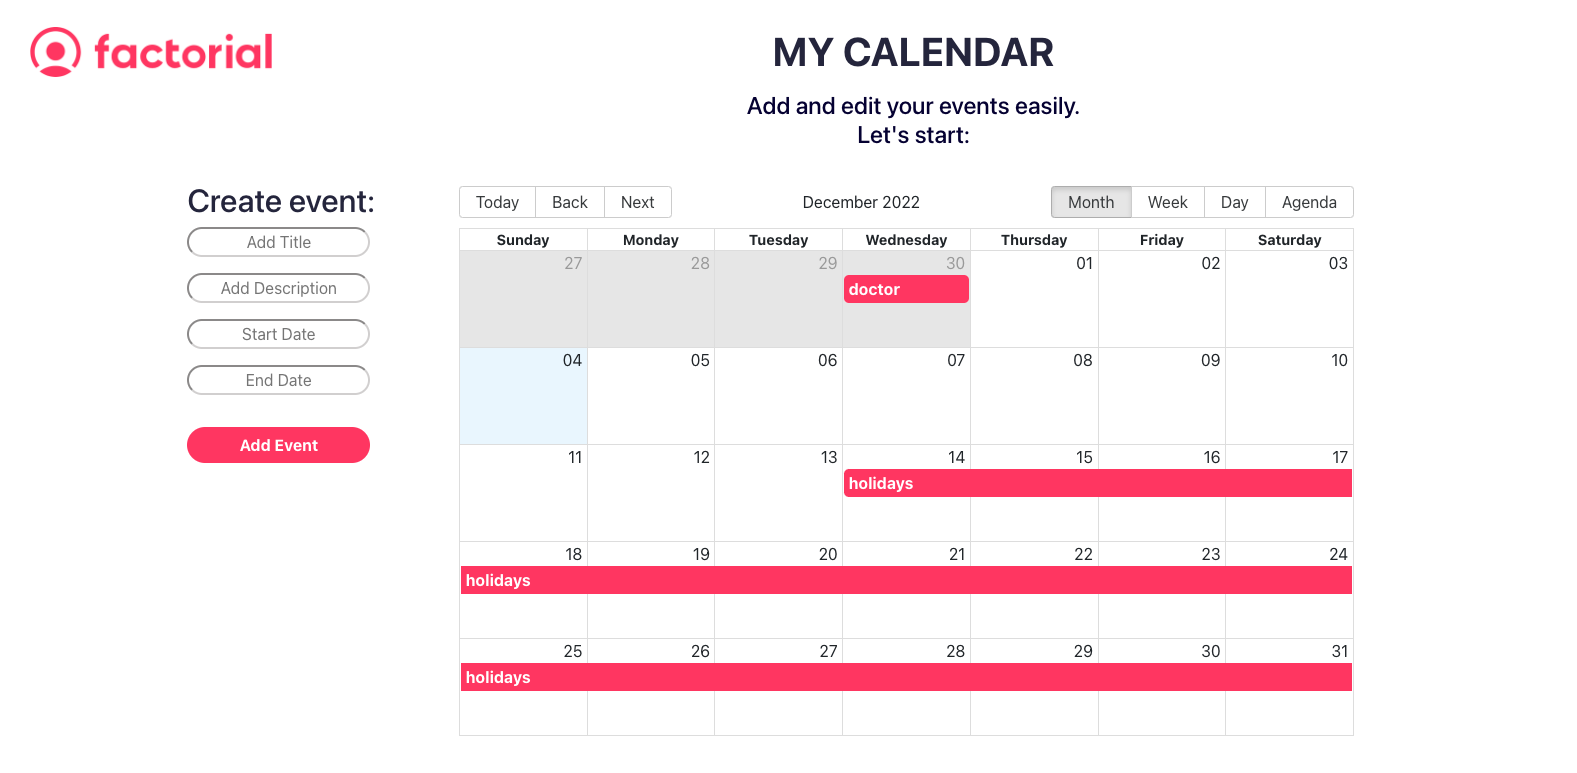 factorial
MY CALENDAR
Add and edit your events easily.
Let's start:
Create event:
Add Title
Add Description
Start Date
End Date
Add Event
Today Back Next December 2022 Month Week Day Agenda
Sunday Monday Tuesday Wednesday Thursday Friday Saturday
27 28 29 30 01 02 03
doctor
04 05 06 07 08 09 10
11 12 13 14 15 16 17
holidays
18 19 20 21 22 23 24
holidays
25 26 27 28 29 30 31
holidays